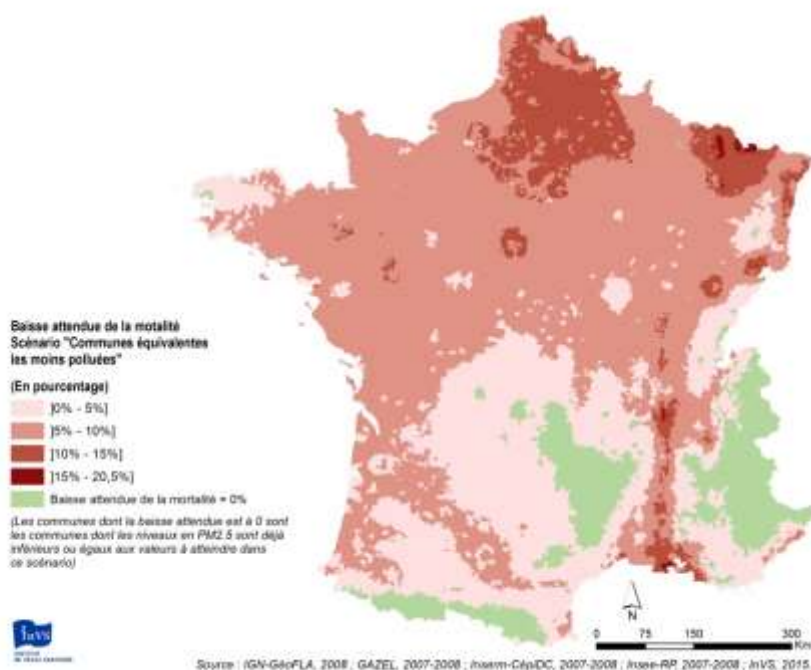 Baisse attendue de la motalité
Scénario "Communes équivalentes
les moins polluées"
(En pourcentage)
]0% - 5%]
]5% - 10%]
]10% - 15%]
]15% - 20,5%]
Baisse attendue de la mortalité = 0%
(Les communes dont la baisse attendue est à 0 sont
les communes dont les niveaux en PM2.5 sont déjà
inférieurs ou égaux aux valeurs à atteindre dans
ce scénario)
N
0 75 150 300
Km
InVS
Source : IGN-GéoFLA, 2008 ; GAZEL, 2007-2008 ; Inserm-CépiDC, 2007-2008 ; Insee-RP, 2007-2008 ; InVS,